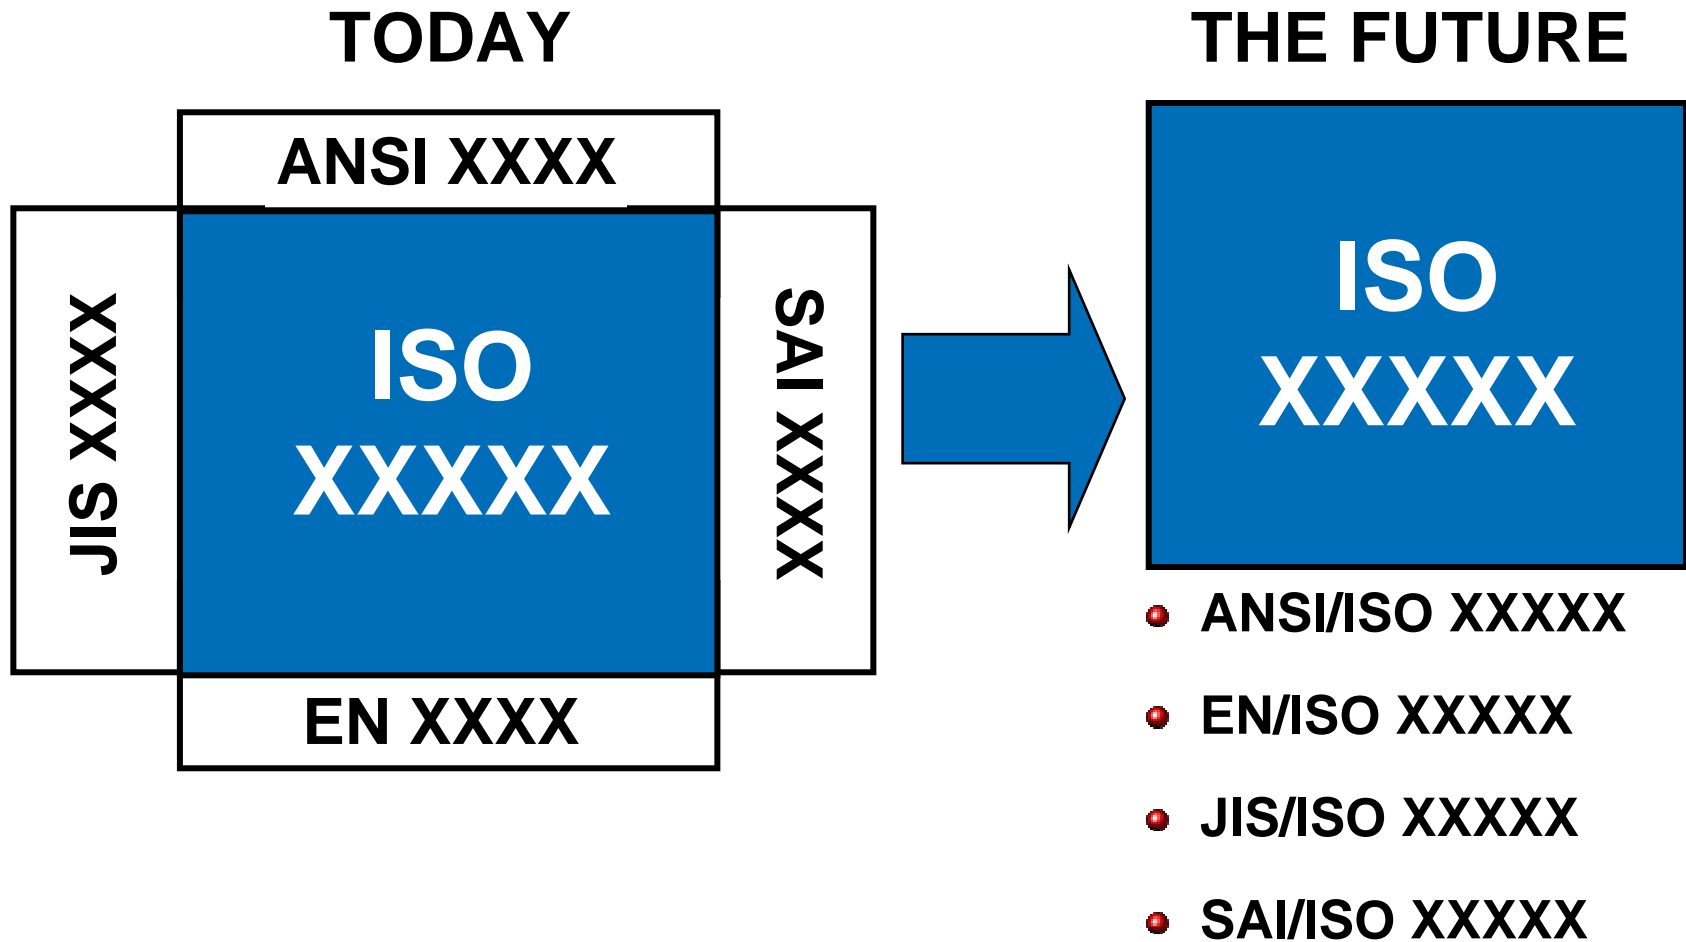 TODAY
ANSI XXXX
JIS XXXX
ISO
XXXXX
SAI XXXX
EN XXXX
THE FUTURE
ISO
XXXXX
ANSI/ISO XXXXX
EN/ISO XXXXX
JIS/ISO XXXXX
SAI/ISO XXXXX